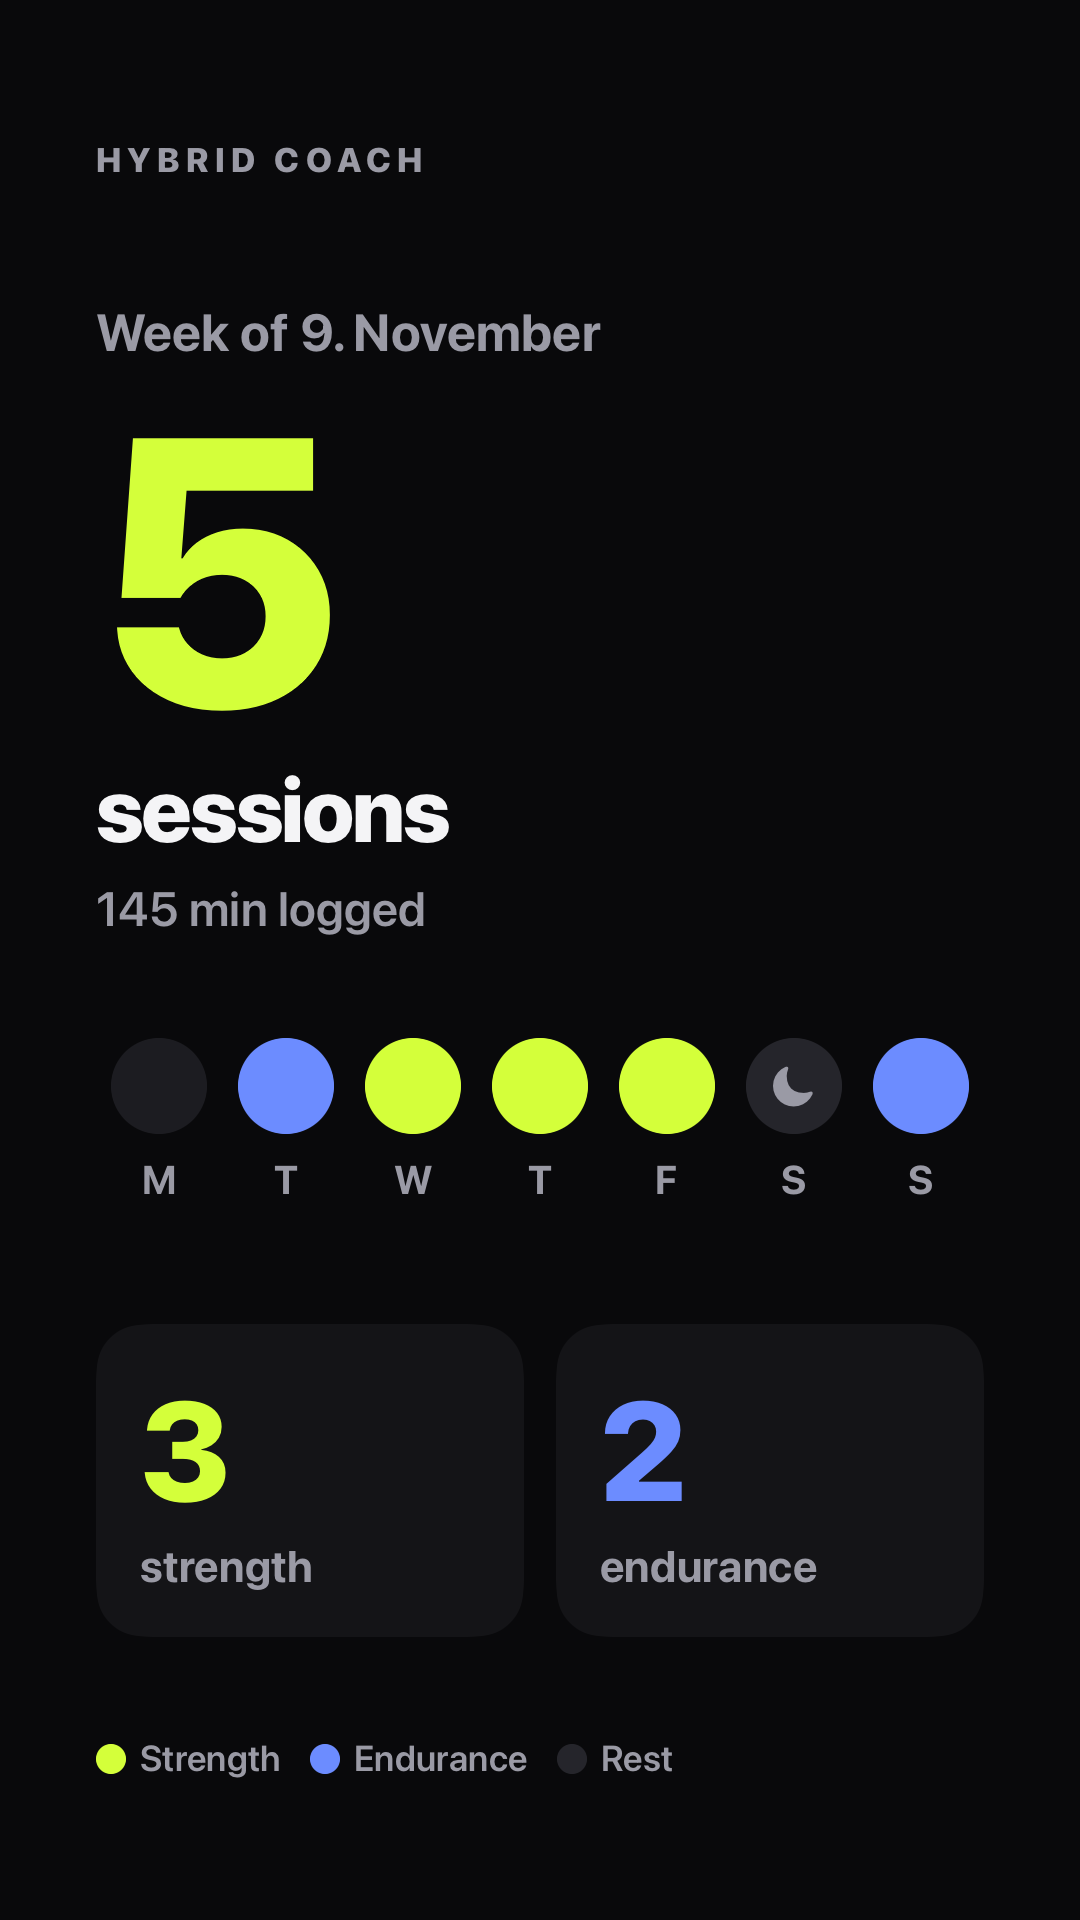 HYBRID COACH
Week of 9. November
5
sessions
145 min logged
M T W T F S S
3 2
strength endurance
Strength Endurance Rest